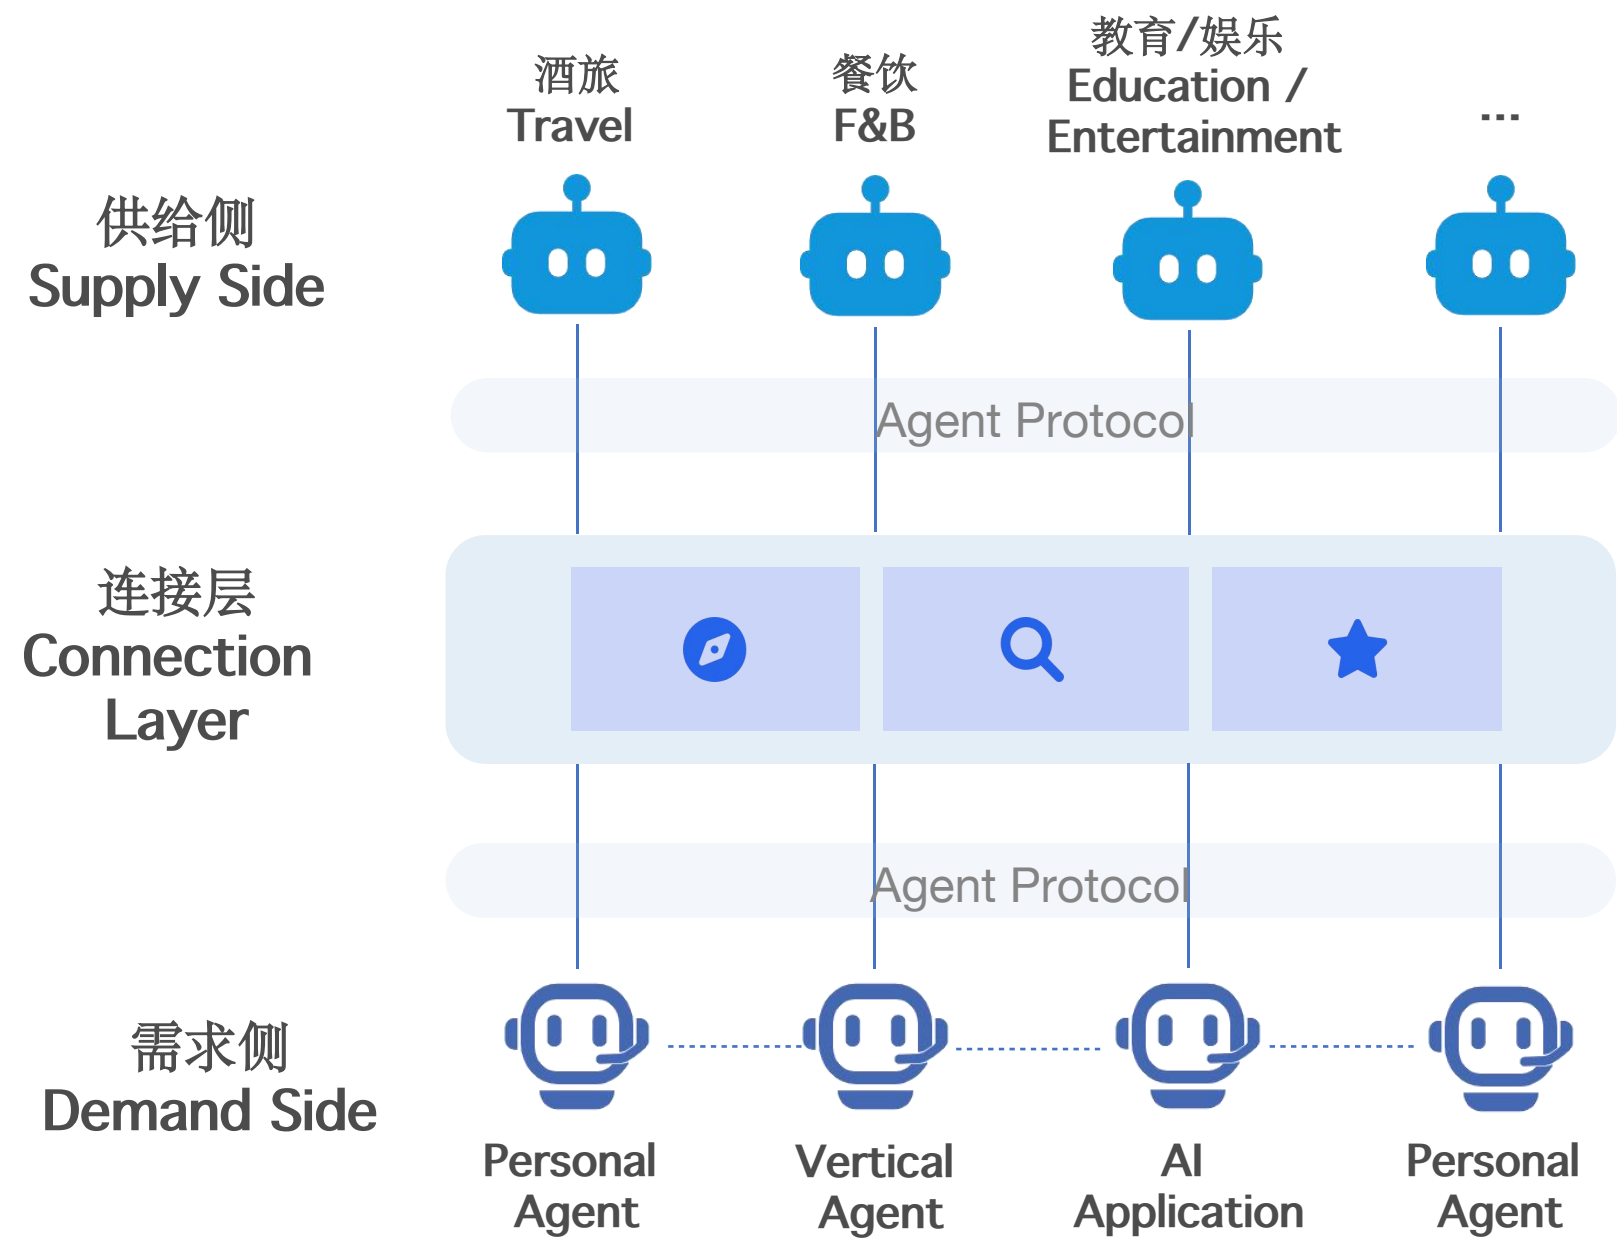 酒旅
Travel
餐饮
F&B
教育/娱乐
Education /
Entertainment
...
供给侧
Supply Side
Agent Protocol
连接层
Connection
Layer
Agent Protocol
需求侧
Demand Side
Personal
Agent
Vertical
Agent
AI
Application
Personal
Agent